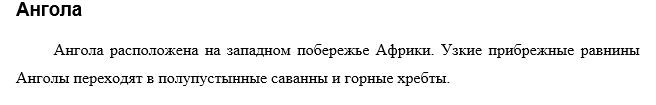 Ангола
Ангола расположена на западном побережье Африки. Узкие прибрежные равнины
Анголы переходят в полупустынные саванны и горные хребты.